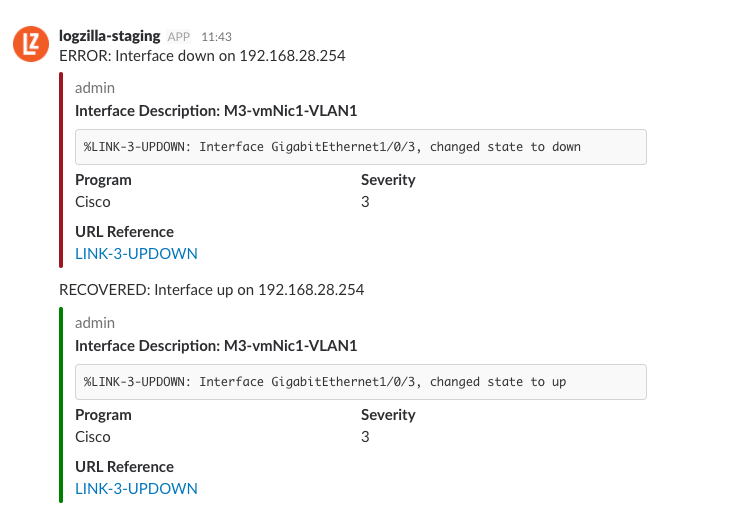 LZ
logzilla-staging APP 11:43
ERROR: Interface down on 192.168.28.254
admin
Interface Description: M3-vmNic1-VLAN1
%LINK-3-UPDOWN: Interface GigabitEthernet1/0/3, changed state to down
Program Severity
Cisco 3
URL Reference
LINK-3-UPDOWN
RECOVERED: Interface up on 192.168.28.254
admin
Interface Description: M3-vmNic1-VLAN1
%LINK-3-UPDOWN: Interface GigabitEthernet1/0/3, changed state to up
Program Severity
Cisco 3
URL Reference
LINK-3-UPDOWN